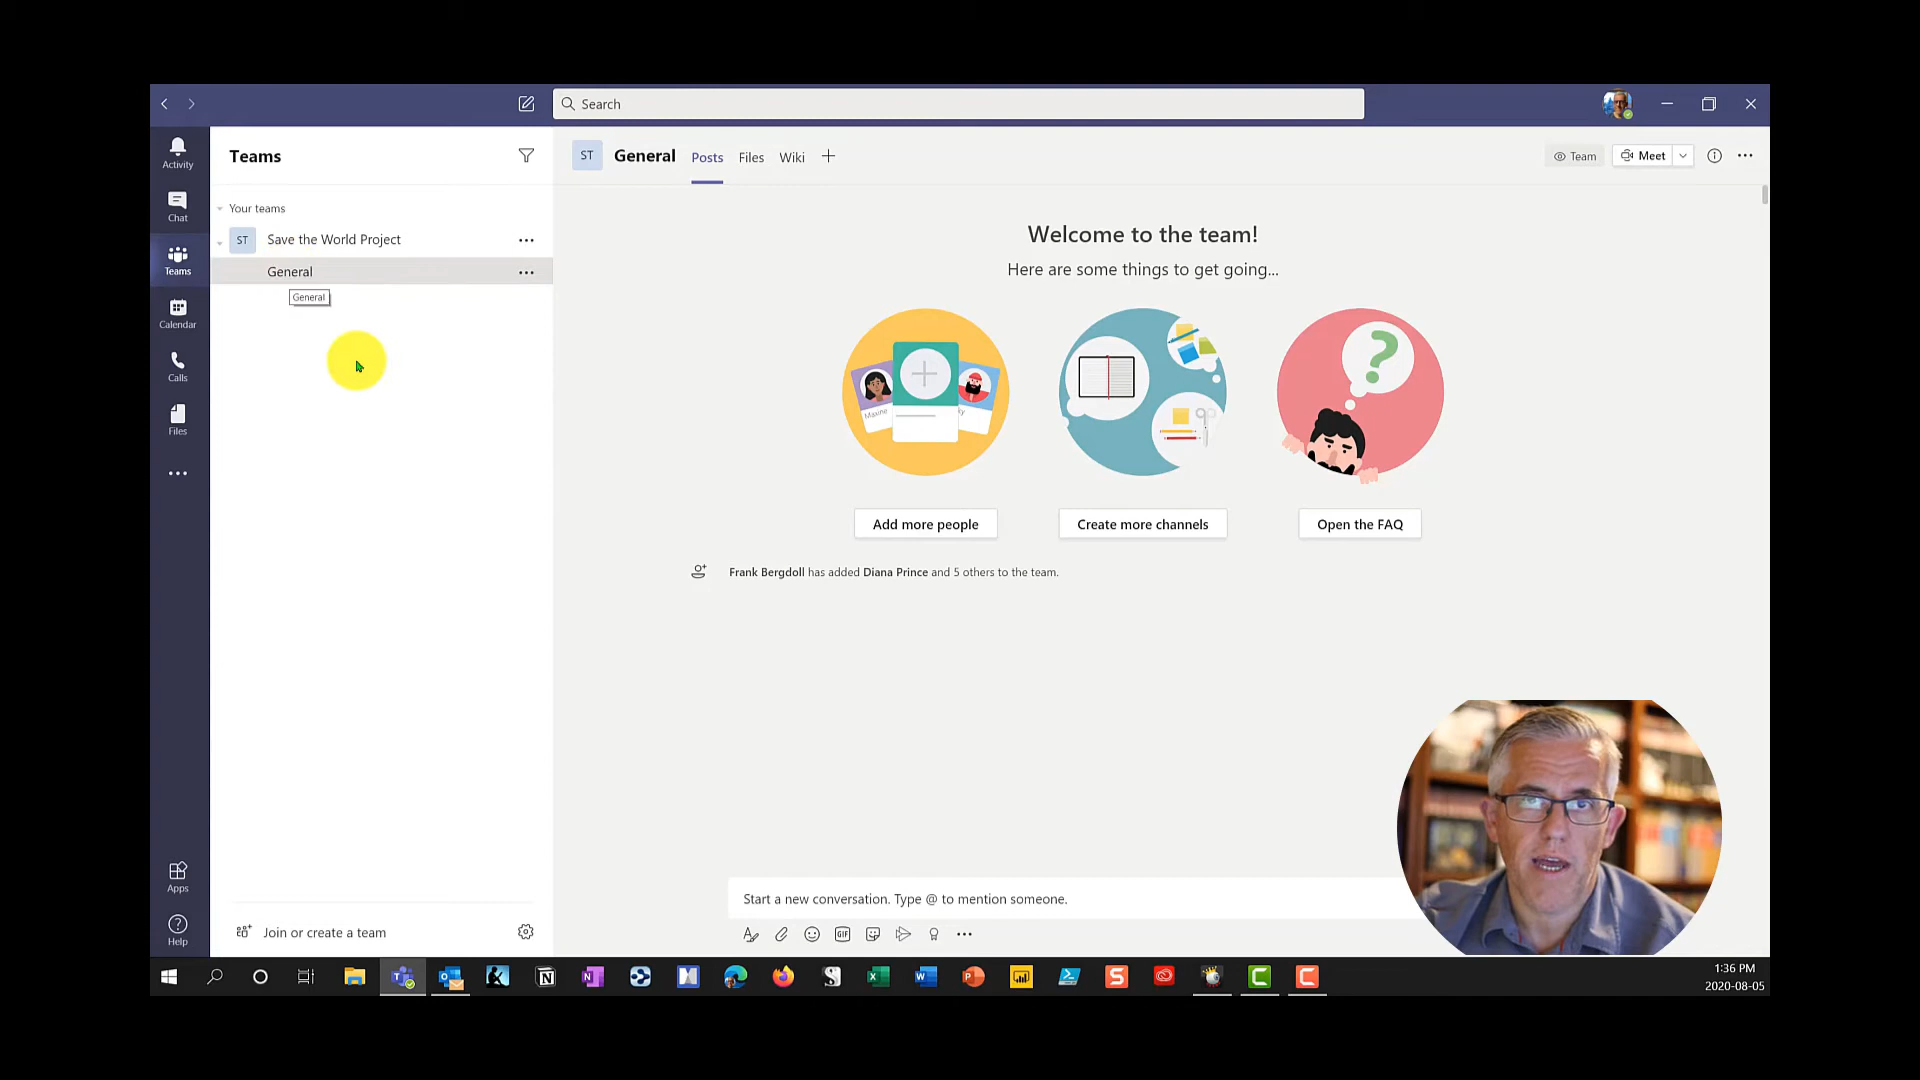 Search
Activity
Chat
Teams
Calendar
Calls
Files
Apps
Help
Teams
Your teams
ST Save the World Project
General
General
Join or create a team
ST General Posts Files Wiki
Team Meet
Welcome to the team!
Here are some things to get going...
Maxine
Add more people
Create more channels
Open the FAQ
Frank Bergdoll has added Diana Prince and 5 others to the team.
Start a new conversation. Type @ to mention someone.
GIF
1:36 PM
2020-08-05